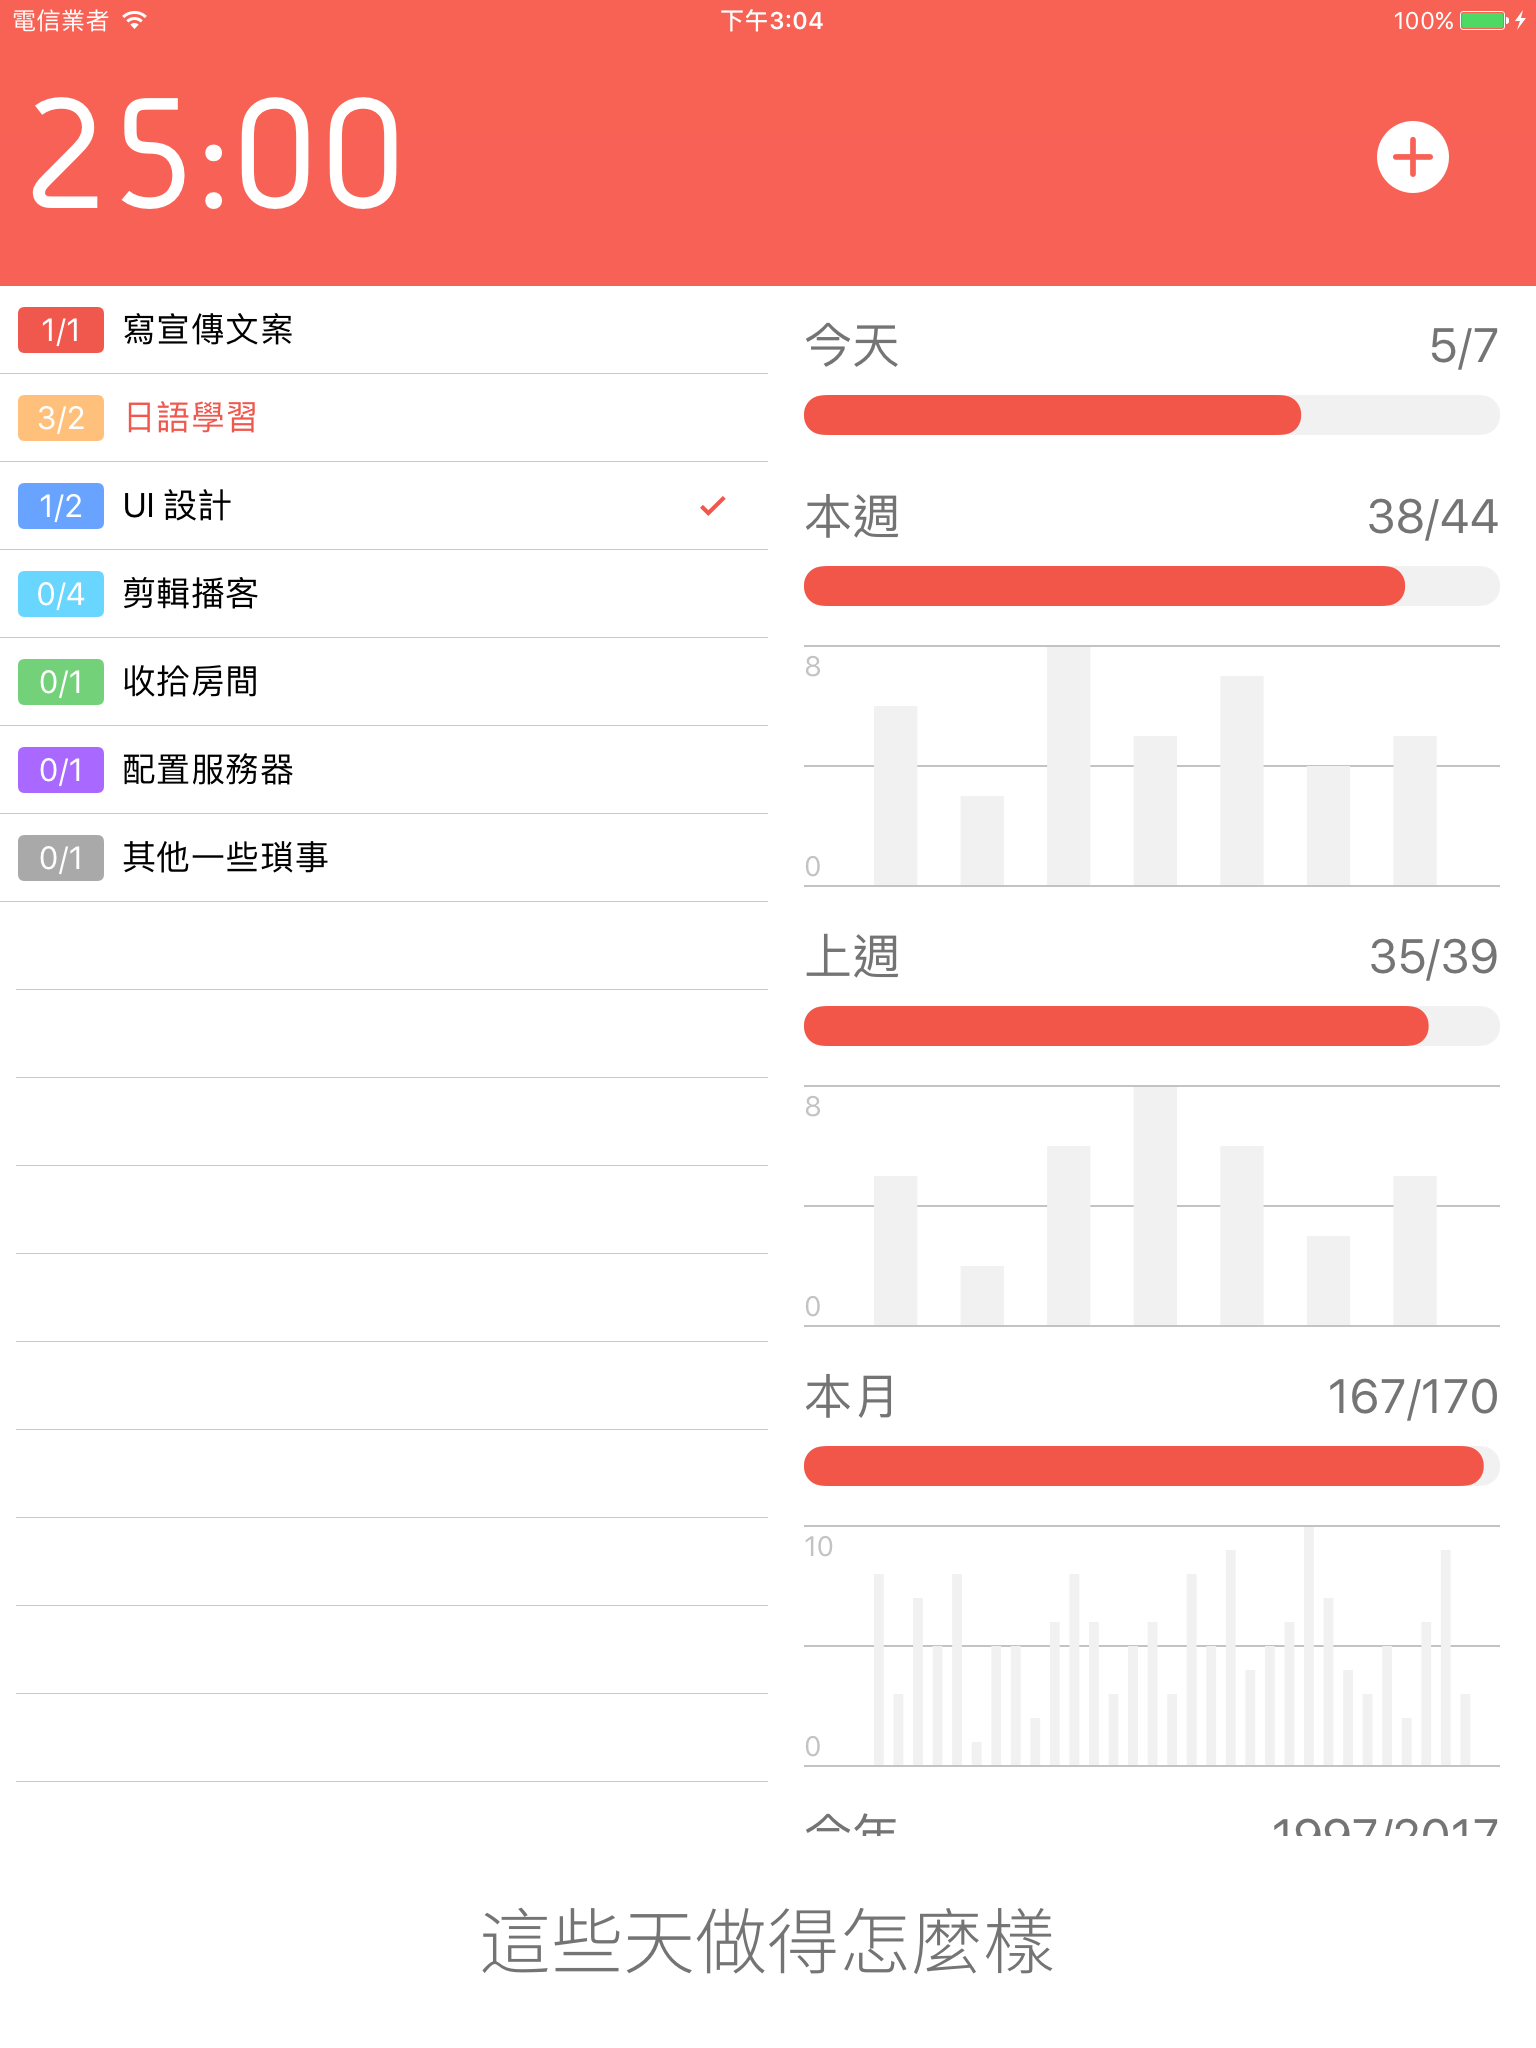 電信業者 下午3:04 100%
25:00
1/1 寫宣傳文案
3/2 日語學習
1/2 UI 設計
0/4 剪輯播客
0/1 收拾房間
0/1 配置服務器
0/1 其他一些瑣事
今天 5/7
本週 38/44
8
0
上週 35/39
8
0
本月 167/170
10
0
今年 1997/2017
這些天做得怎麼樣